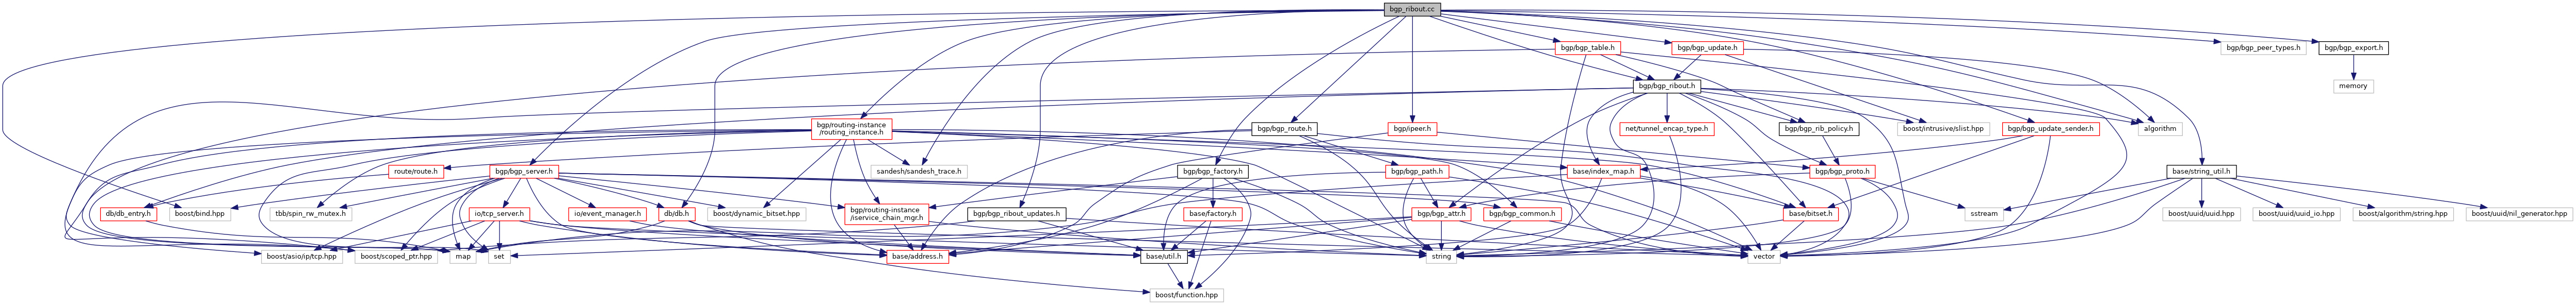 bgp_ribout.cc
bgp/bgp_table.h
bgp/bgp_update.h
bgp/bgp_peer_types.h
bgp/bgp_export.h
bgp/bgp_ribout.h
memory
bgp/routing-instance
/routing_instance.h
bgp/bgp_route.h
bgp/ipeer.h
net/tunnel_encap_type.h
bgp/bgp_rib_policy.h
boost/intrusive/slist.hpp
bgp/bgp_update_sender.h
algorithm
route/route.h
bgp/bgp_server.h
sandesh/sandesh_trace.h
bgp/bgp_factory.h
bgp/bgp_path.h
base/index_map.h
bgp/bgp_proto.h
base/string_util.h
db/db_entry.h
boost/bind.hpp
tbb/spin_rw_mutex.h
io/tcp_server.h
io/event_manager.h
db/db.h
boost/dynamic_bitset.hpp
bgp/routing-instance
/iservice_chain_mgr.h
bgp/bgp_ribout_updates.h
base/factory.h
bgp/bgp_attr.h
bgp/bgp_common.h
base/bitset.h
sstream
boost/uuid/uuid.hpp
boost/uuid/uuid_io.hpp
boost/algorithm/string.hpp
boost/uuid/nil_generator.hpp
boost/asio/ip/tcp.hpp
boost/scoped_ptr.hpp
map
set
base/address.h
base/util.h
string
vector
boost/function.hpp